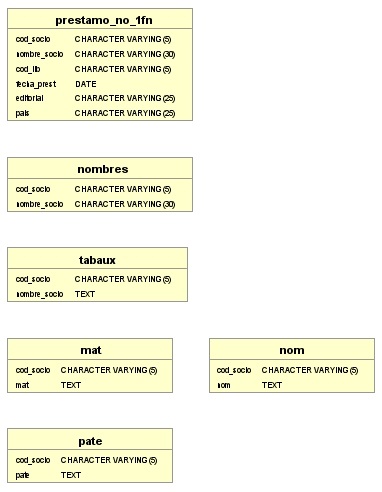 prestamo_no_1fn
cod_socio CHARACTER VARYING(5)
nombre_socio CHARACTER VARYING(30)
cod_lib CHARACTER VARYING(5)
fecha_prest DATE
editorial CHARACTER VARYING(25)
pais CHARACTER VARYING(25)
nombres
cod_socio CHARACTER VARYING(5)
nombre_socio CHARACTER VARYING(30)
tabaux
cod_socio CHARACTER VARYING(5)
nombre_socio TEXT
mat
cod_socio CHARACTER VARYING(5)
mat TEXT
nom
cod_socio CHARACTER VARYING(5)
nom TEXT
pate
cod_socio CHARACTER VARYING(5)
pate TEXT